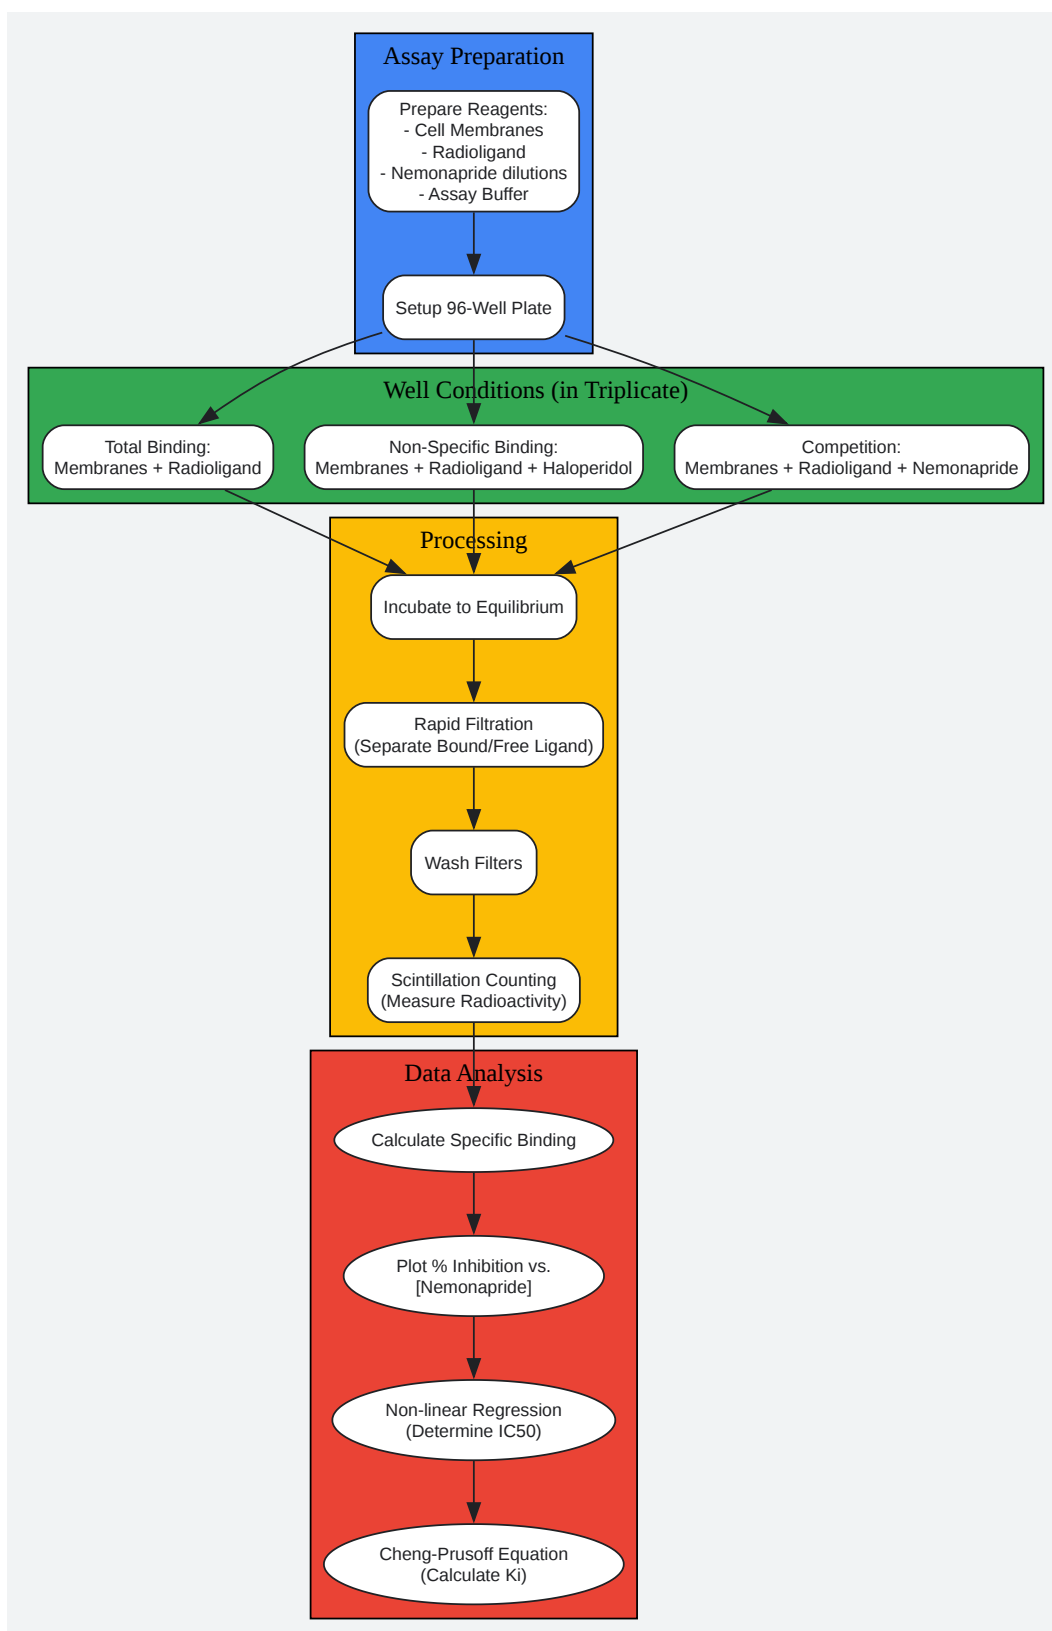 Assay Preparation
Prepare Reagents:
- Cell Membranes
- Radioligand
- Nemonapride dilutions
- Assay Buffer
Setup 96-Well Plate
Well Conditions (in Triplicate)
Total Binding:
Membranes + Radioligand
Non-Specific Binding:
Membranes + Radioligand + Haloperidol
Competition:
Membranes + Radioligand + Nemonapride
Processing
Incubate to Equilibrium
Rapid Filtration
(Separate Bound/Free Ligand)
Wash Filters
Scintillation Counting
(Measure Radioactivity)
Data Analysis
Calculate Specific Binding
Plot % Inhibition vs.
[Nemonapride]
Non-linear Regression
(Determine IC50)
Cheng-Prusoff Equation
(Calculate Ki)